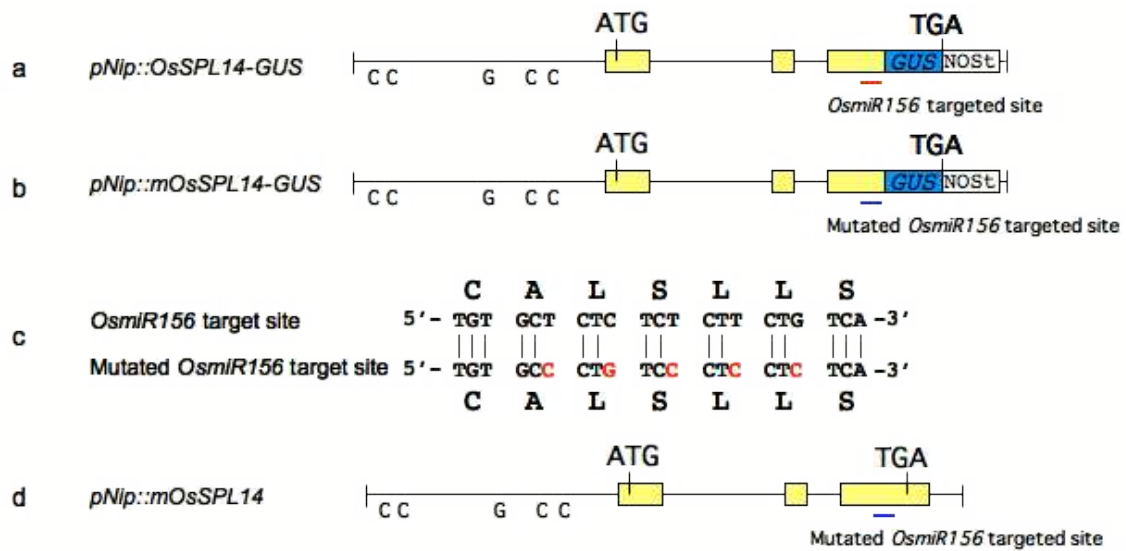 ATG TGA
a pNip::OsSPL14-GUS GUS NOSt
C C G C C
OsmiR156 targeted site
ATG TGA
b pNip::mOsSPL14-GUS GUS NOSt
C C G C C
Mutated OsmiR156 targeted site
C A L S L L S
OsmiR156 target site 5'- TGT GCT CTC TCT CTT CTG TCA -3'
c
Mutated OsmiR156 target site 5'- TGT GCC CTG TCC CTC CTC TCA -3'
C A L S L L S
ATG TGA
d pNip::mOsSPL14
C C G C C
Mutated OsmiR156 targeted site